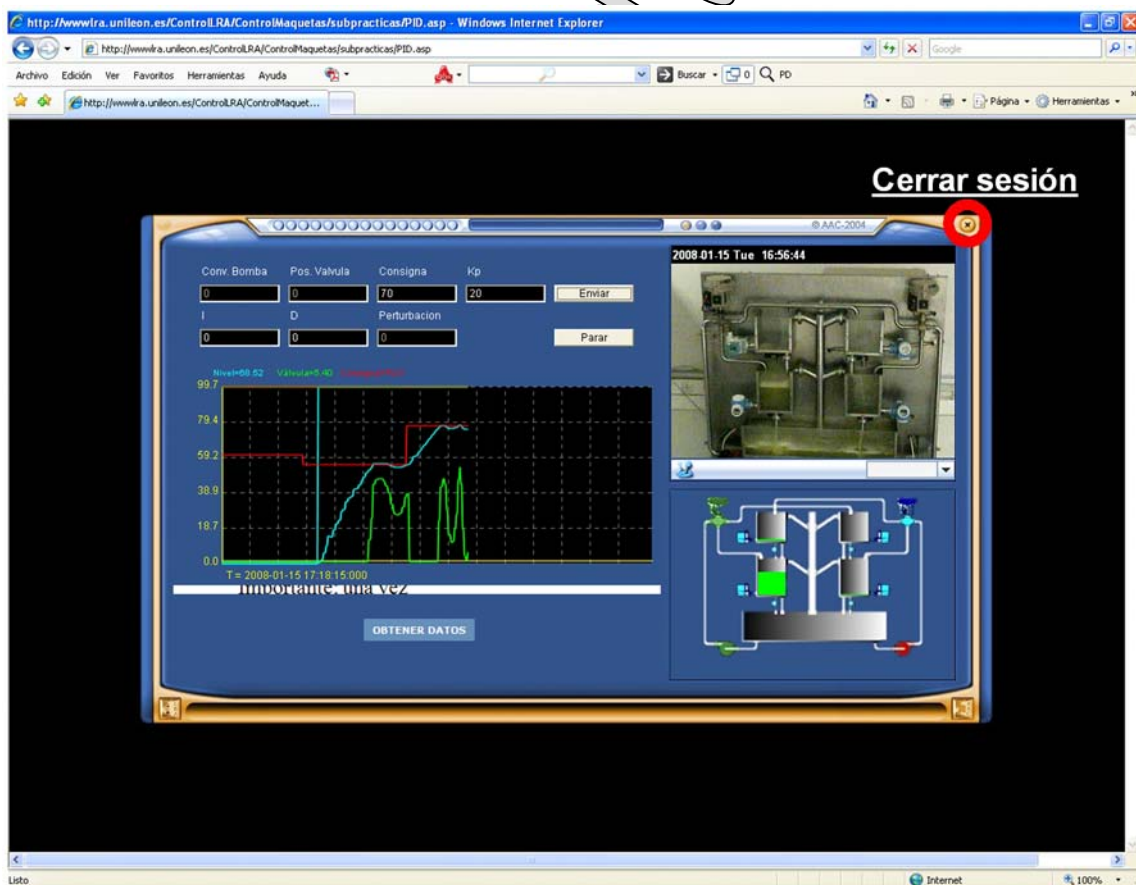 http://wwwlra.unileon.es/ControlLRA/ControlMaquetas/subpracticas/PID.asp - Windows Internet Explorer
http://wwwlra.unileon.es/ControlLRA/ControlMaquetas/subpracticas/PID.asp
Google
Archivo Edición Ver Favoritos Herramientas Ayuda
Buscar
0
PD
http://wwwlra.unileon.es/ControlLRA/ControlMaquet...
Página Herramientas
Cerrar sesión
© AAC-2004
2008-01-15 Tue 16:56:44
Conv. Bomba Pos. Valvula Consigna Kp
0 0 70 20 Enviar
I D Perturbacion
0 0 0 Parar
Nivel=68.52 Válvula=5.40
99.7
79.4
59.2
38.9
18.7
0.0
T = 2008-01-15 17:18:15:000
Importante: una vez
OBTENER DATOS
Listo Internet 100%